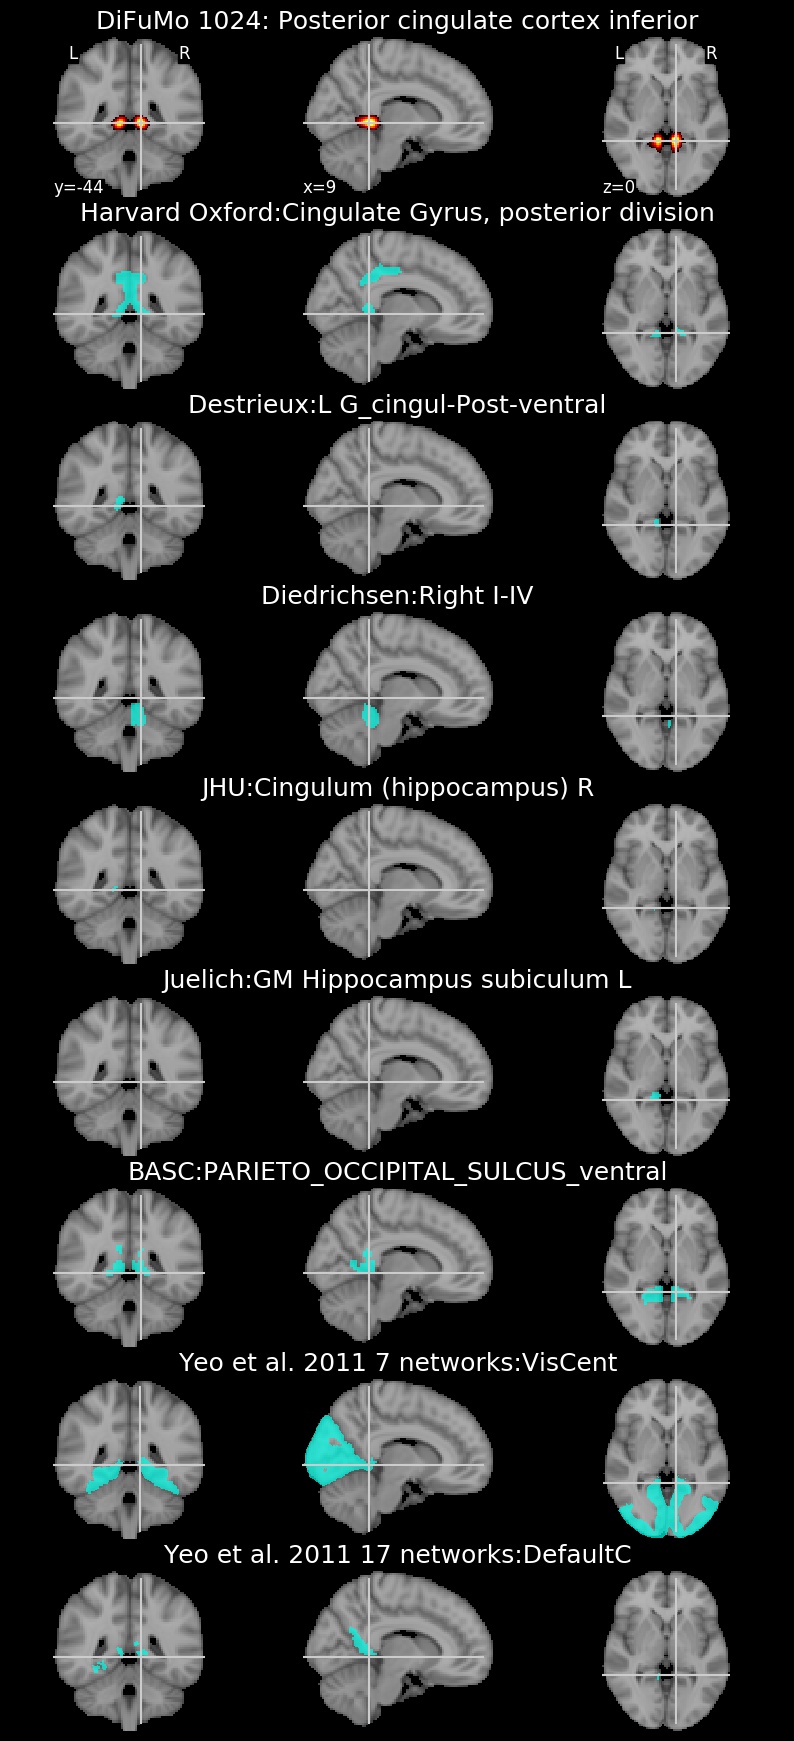 DiFuMo 1024: Posterior cingulate cortex inferior
L R L R
y=-44 x=9 z=0
Harvard Oxford:Cingulate Gyrus, posterior division
Destrieux:L G_cingul-Post-ventral
Diedrichsen:Right I-IV
JHU:Cingulum (hippocampus) R
Juelich:GM Hippocampus subiculum L
BASC:PARIETO_OCCIPITAL_SULCUS_ventral
Yeo et al. 2011 7 networks:VisCent
Yeo et al. 2011 17 networks:DefaultC